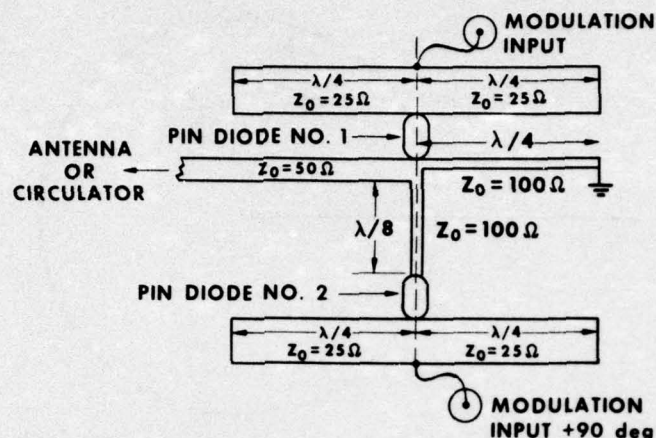 MODULATION
INPUT
λ/4 λ/4
Z₀=25Ω Z₀=25Ω
PIN DIODE NO. 1
λ/4
ANTENNA
OR
CIRCULATOR
Z₀=50Ω
Z₀=100Ω
λ/8
Z₀=100Ω
PIN DIODE NO. 2
λ/4 λ/4
Z₀=25Ω Z₀=25Ω
MODULATION
INPUT +90 deg